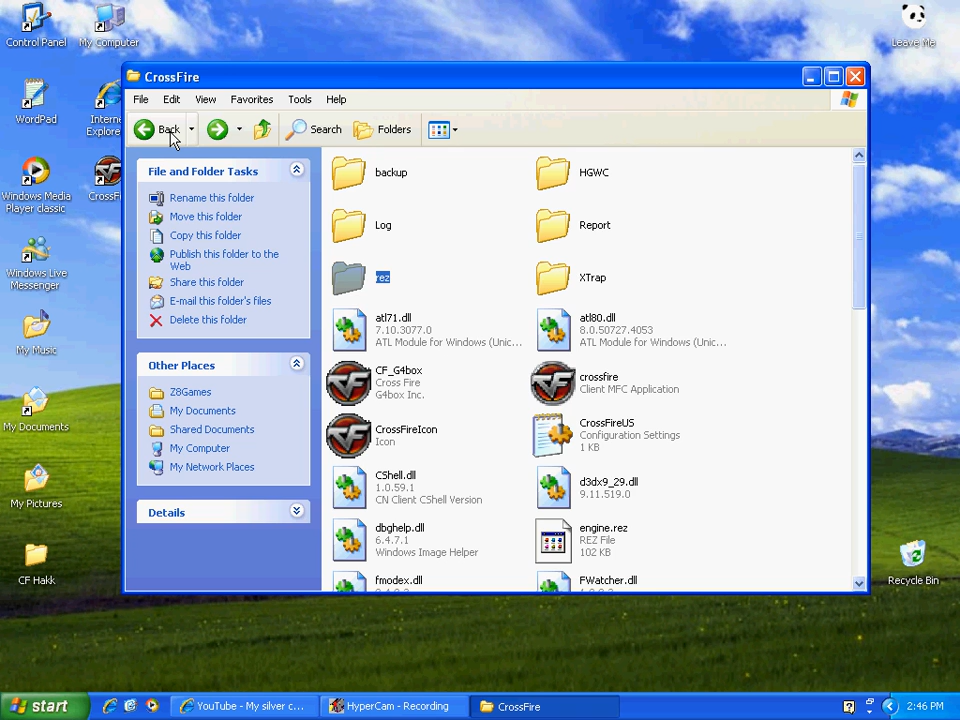 Control Panel
My Computer
Leave Me
WordPad
Interne
Explore
Windows Media
Player classic
CrossFi
Windows Live
Messenger
My Music
My Documents
My Pictures
CF Hakk
Recycle Bin
CrossFire
File Edit View Favorites Tools Help
Back Search Folders
File and Folder Tasks
Rename this folder
Move this folder
Copy this folder
Publish this folder to the
Web
Share this folder
E-mail this folder's files
Delete this folder
Other Places
Z8Games
My Documents
Shared Documents
My Computer
My Network Places
Details
backup
HGWC
Log
Report
rez
XTrap
atl71.dll
7.10.3077.0
ATL Module for Windows (Unic...
atl80.dll
8.0.50727.4053
ATL Module for Windows (Unic...
CF_G4box
Cross Fire
G4box Inc.
crossfire
Client MFC Application
CrossFireIcon
Icon
CrossFireUS
Configuration Settings
1 KB
CShell.dll
1.0.59.1
CN Client CShell Version
d3dx9_29.dll
9.11.519.0
dbghelp.dll
6.4.7.1
Windows Image Helper
engine.rez
REZ File
102 KB
fmodex.dll
FWatcher.dll
start
YouTube - My silver c...
HyperCam - Recording
CrossFire
2:46 PM